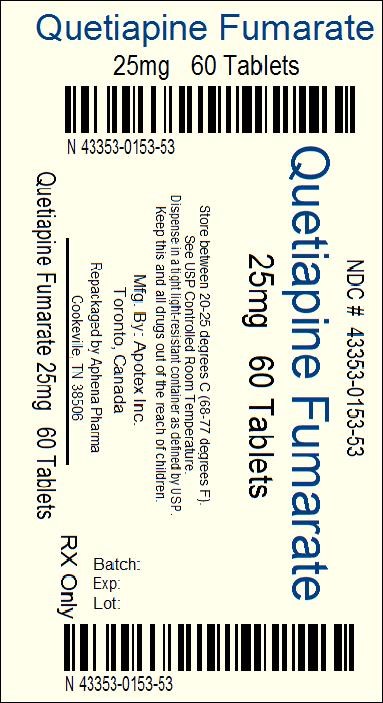 Quetiapine Fumarate
25mg 60 Tablets
N 43353-0153-53
NDC # 43353-0153-53
Quetiapine Fumarate
25mg 60 Tablets
Store between 20-25 degrees C (68-77 degrees F).
See USP Controlled Room Temperature.
Dispense in a tight light-resistant container as defined by USP.
Keep this and all drugs out of the reach of children.
Mfg. By: Apotex Inc.
Toronto, Canada
Repackaged by Aphena Pharma
Cookeville, TN 38506
Quetiapine Fumarate 25mg 60 Tablets
Batch:
Exp:
Lot:
RX Only
N 43353-0153-53